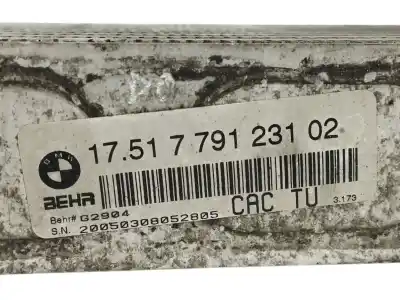 BMW
17.51 7 791 231 02
BEHR
CAC TU
3.173
Behr# G2904
S.N. 20050308052805